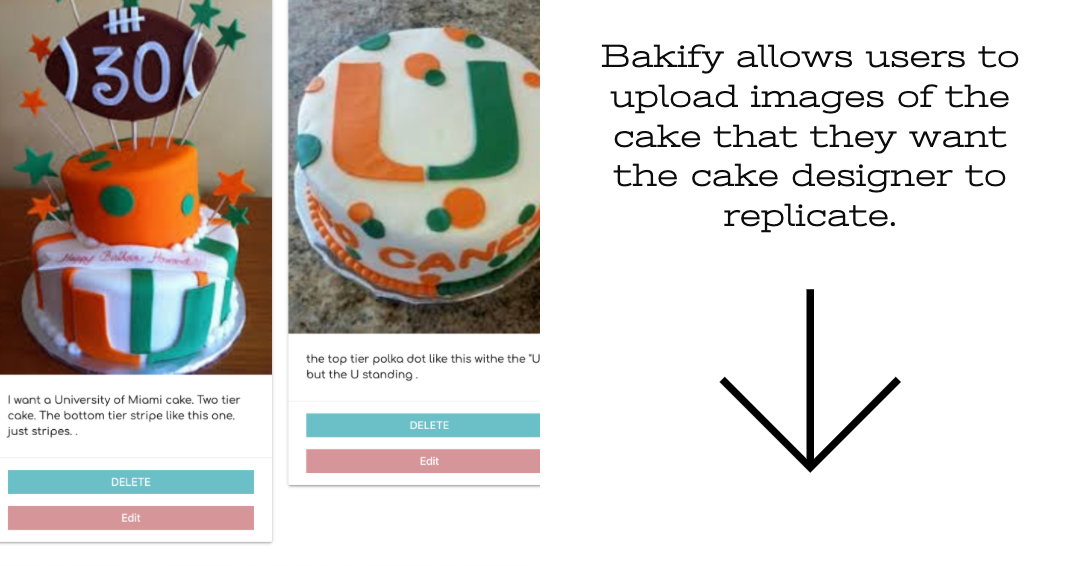 30
Happy Balkan Howard
U
I want a University of Miami cake. Two tier
cake. The bottom tier stripe like this one.
just stripes. .
DELETE
Edit
U
O CANES
the top tier polka dot like this withe the "U
but the U standing .
DELETE
Edit
Bakify allows users to
upload images of the
cake that they want
the cake designer to
replicate.